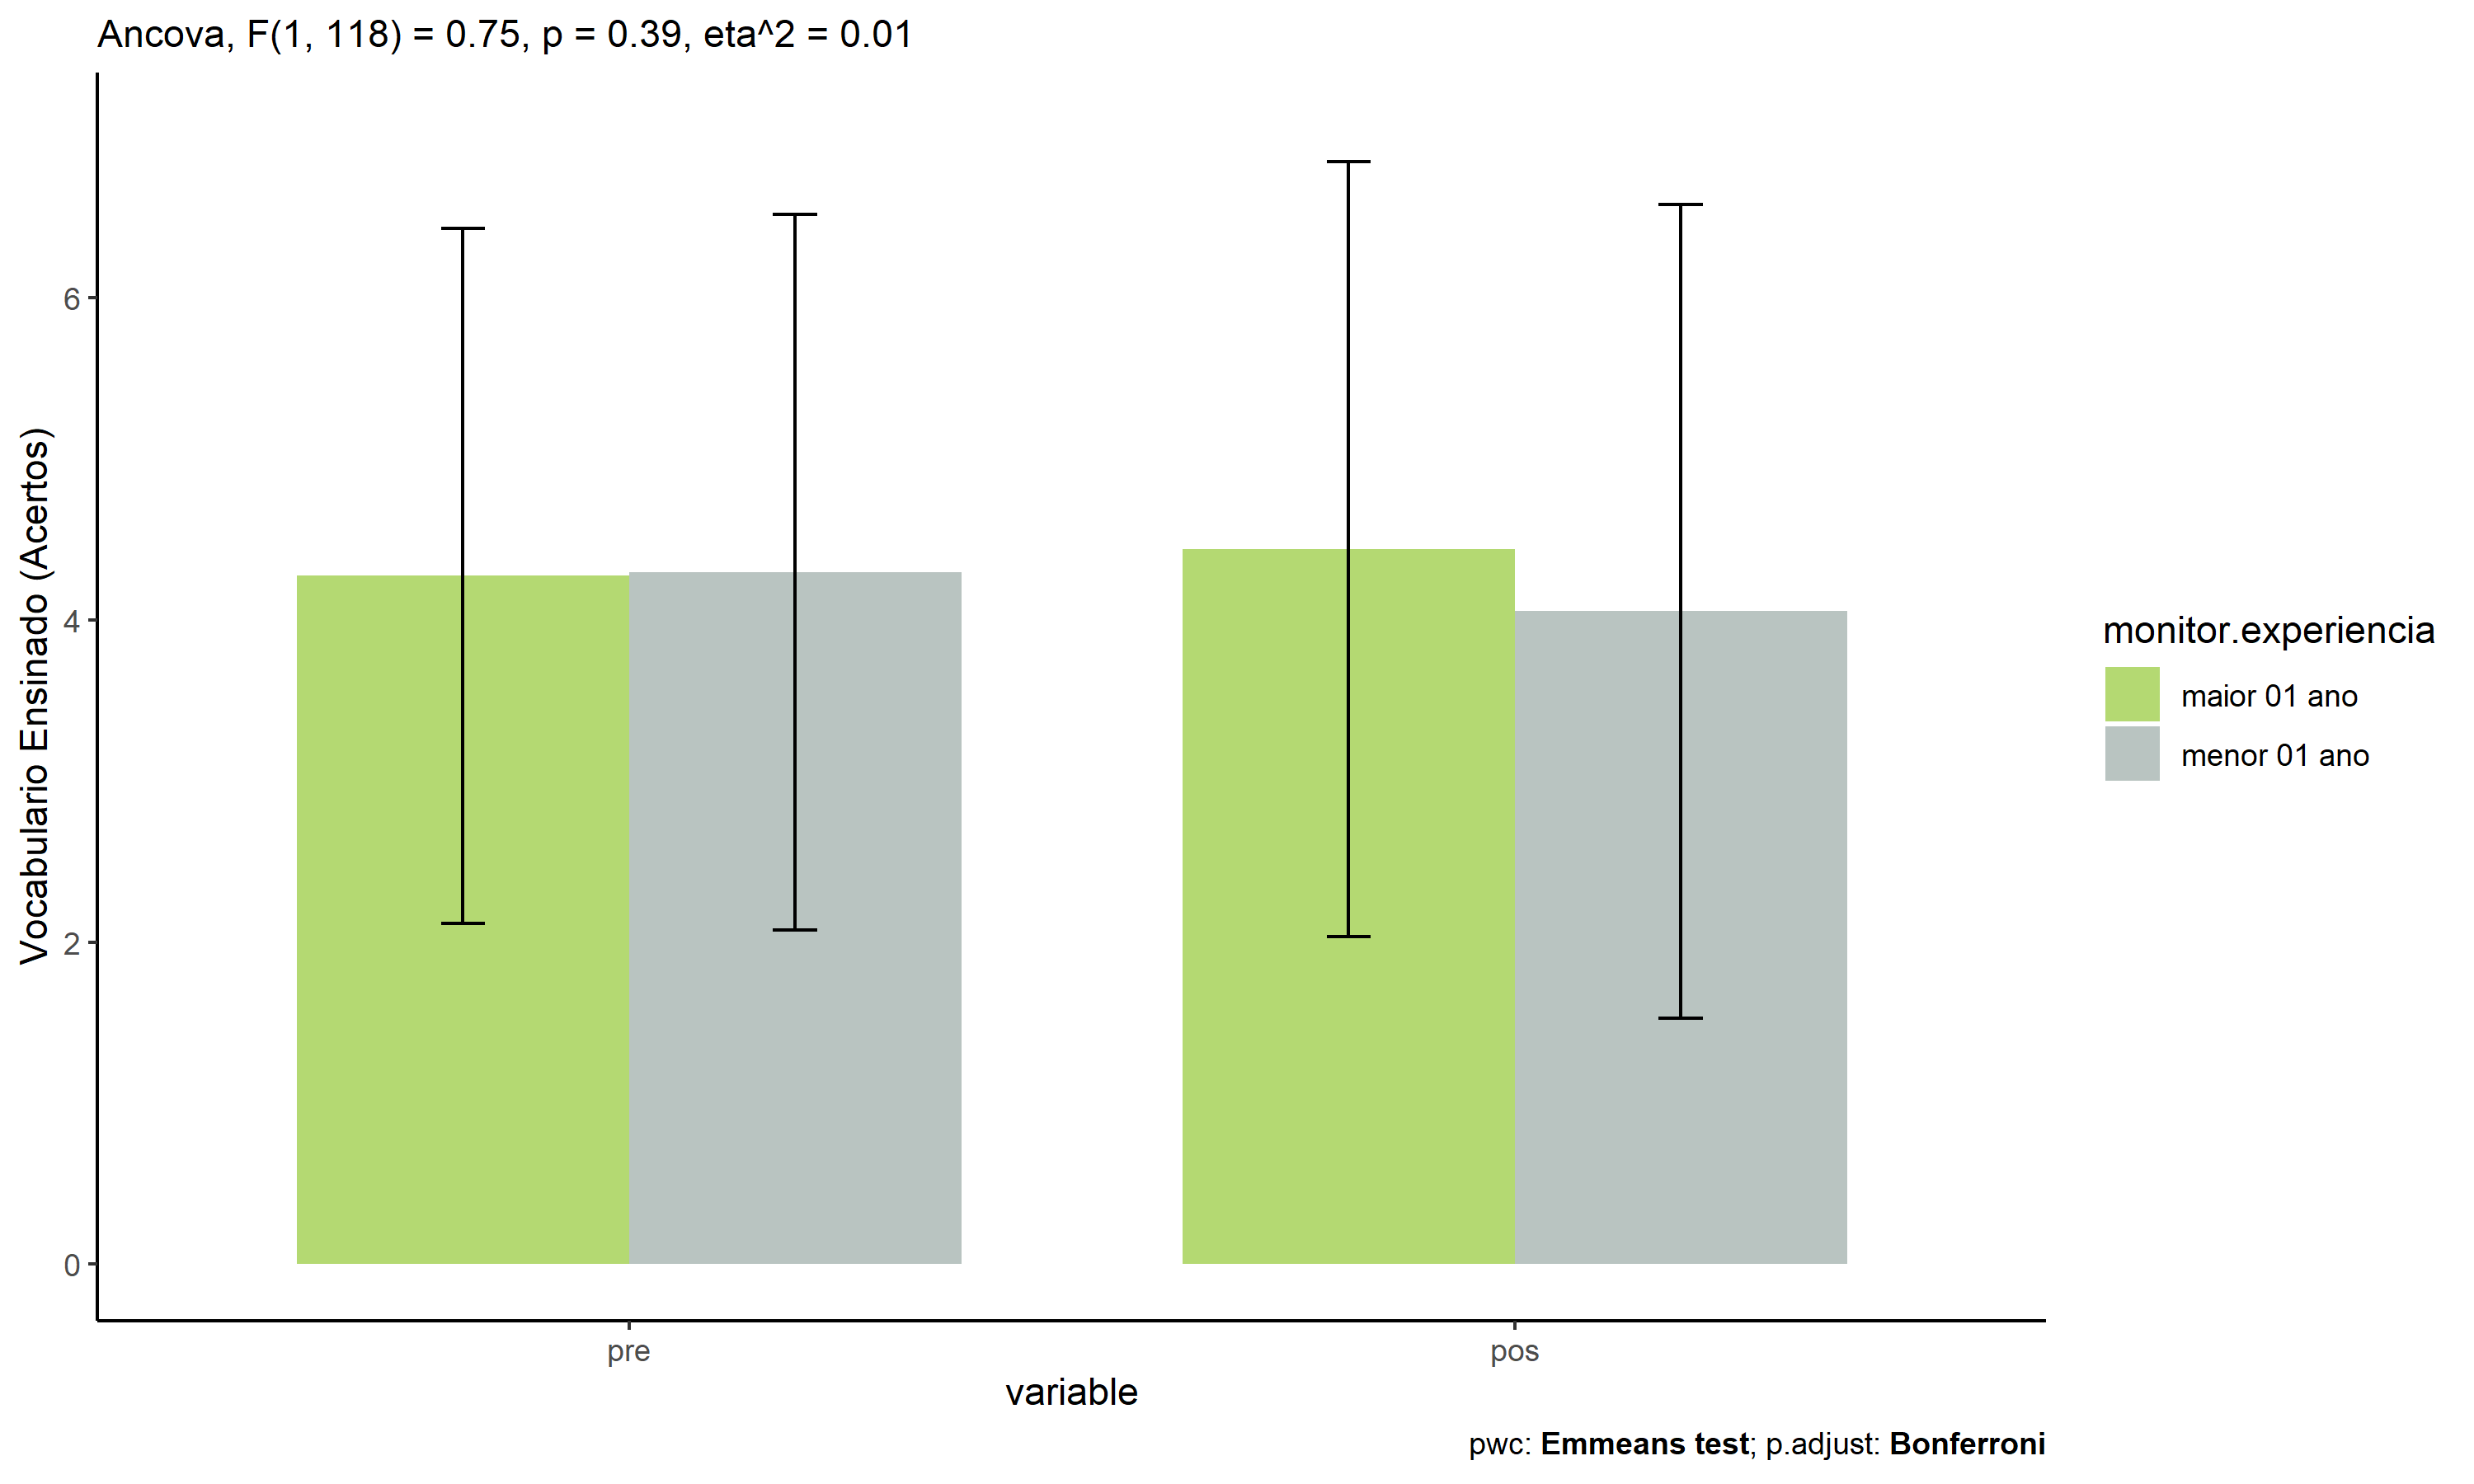 Ancova, F(1, 118) = 0.75, p = 0.39, eta^2 = 0.01
Vocabulario Ensinado (Acertos)
6
4
2
0
pre
pos
variable
monitor.experiencia
maior 01 ano
menor 01 ano
pwc: Emmeans test; p.adjust: Bonferroni